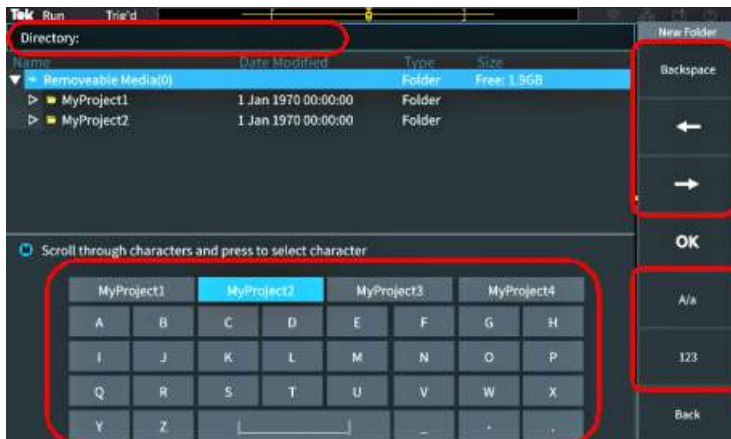 Tek Run Trig'd
New Folder
Directory:
Name Date Modified Type Size
Removeable Media(0) Folder Free: 1.9GB
MyProject1 1 Jan 1970 00:00:00 Folder
MyProject2 1 Jan 1970 00:00:00 Folder
Backspace
OK
A/a
123
Back
Scroll through characters and press to select character
MyProject1 MyProject2 MyProject3 MyProject4
A B C D E F G H
I J K L M N O P
Q R S T U V W X
Y Z _ - .